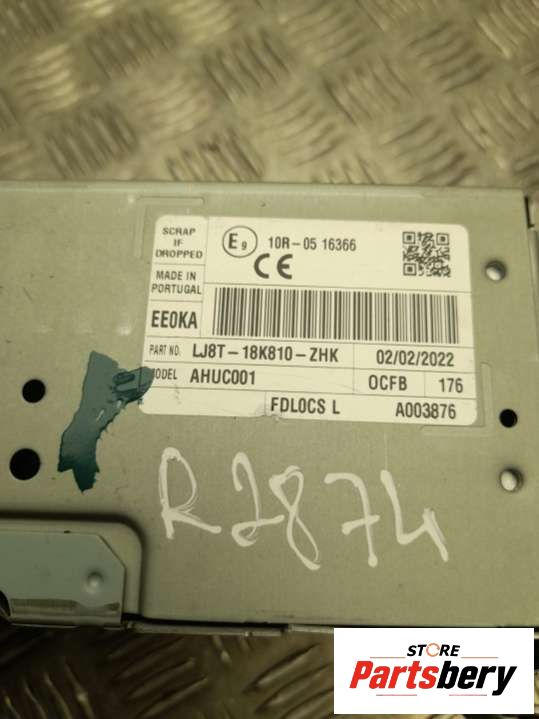 SCRAP
IF
DROPPED
E9 10R-05 16366
CE
MADE IN
PORTUGAL
EE0KA
PART NO. LJ8T-18K810-ZHK 02/02/2022
MODEL AHUC001 OCFB 176
FDL0CS L A003876
R2874
STORE
Partsbery